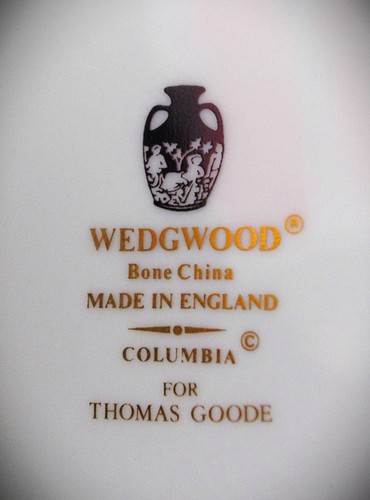 WEDGWOOD®
Bone China
MADE IN ENGLAND
COLUMBIA ©
FOR
THOMAS GOODE